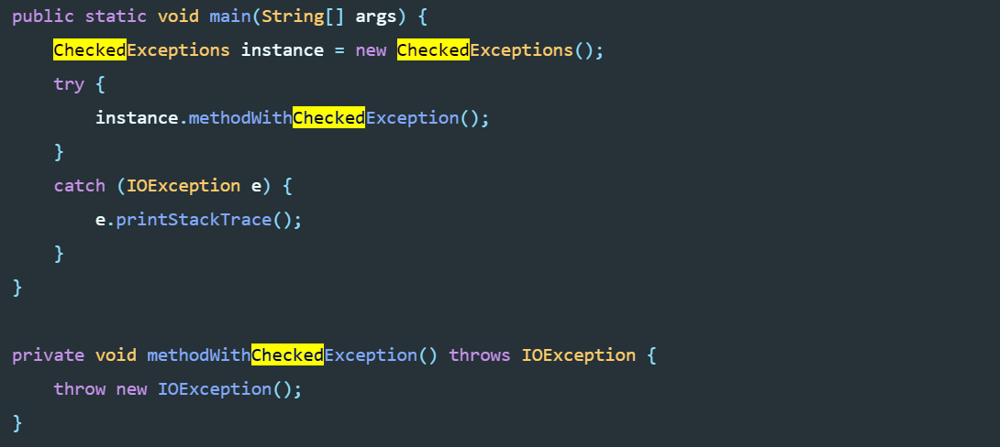 public static void main(String[] args) {
    CheckedExceptions instance = new CheckedExceptions();
    try {
        instance.methodWithCheckedException();
    }
    catch (IOException e) {
        e.printStackTrace();
    }
}

private void methodWithCheckedException() throws IOException {
    throw new IOException();
}